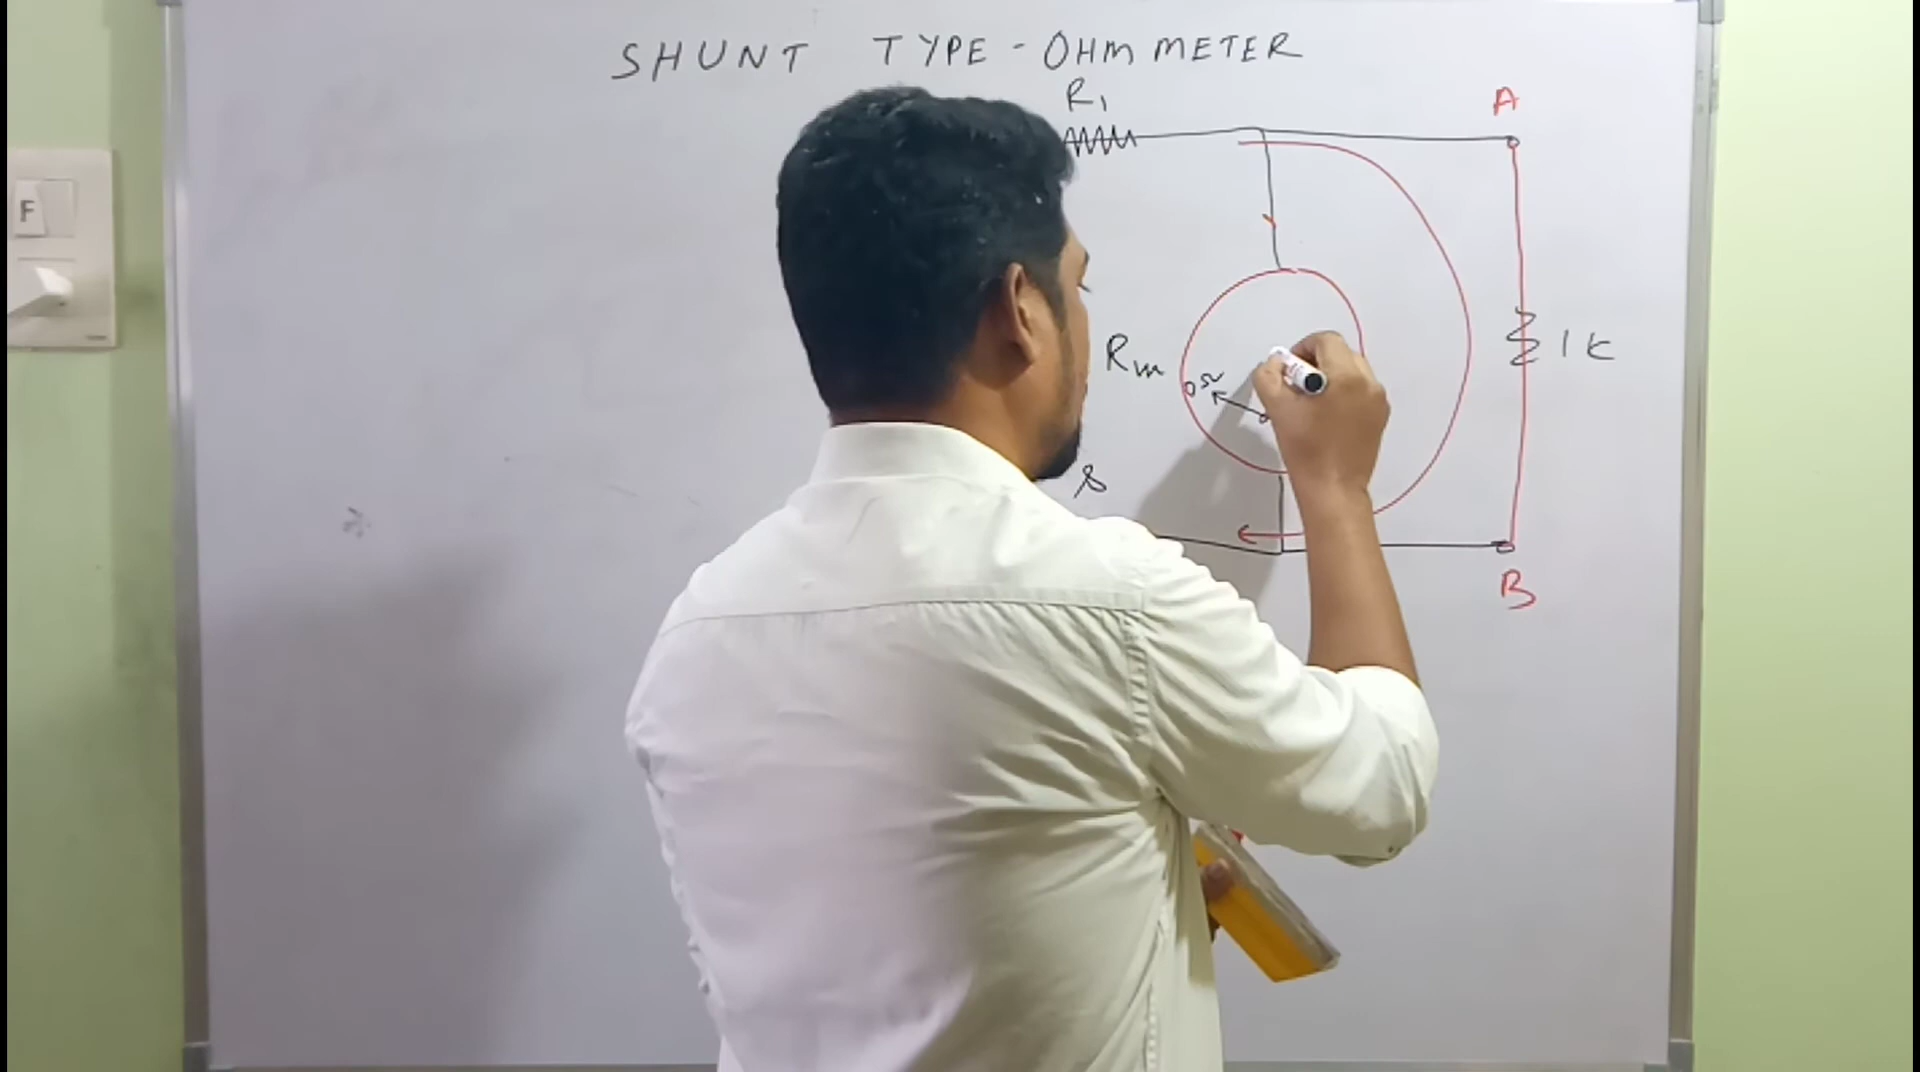 SHUNT TYPE - OHM METER
R1
A
F
Rm
0Ω
1K
S
B